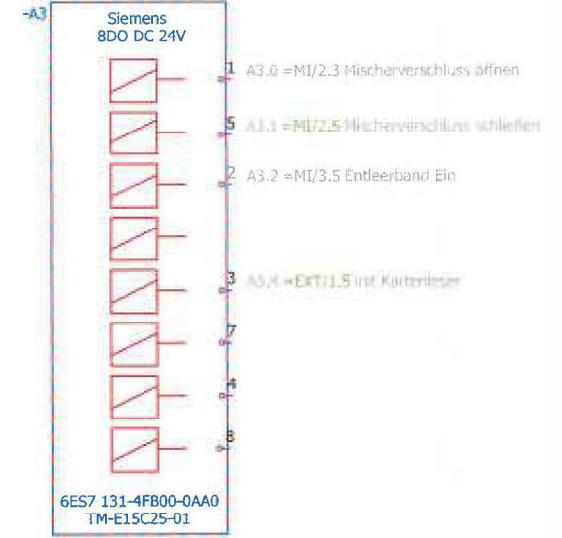 -A3
Siemens
8DO DC 24V
1 A3.0 =MI/2.3 Mischerverschluss öffnen
5 A3.1 =MI/2.5 Mischerverschluss schließen
2 A3.2 =MI/3.5 Entleerband Ein
3 A3.4 =EXT/1.5 Kartenleser
7
4
8
6ES7 131-4FB00-0AA0
TM-E15C25-01